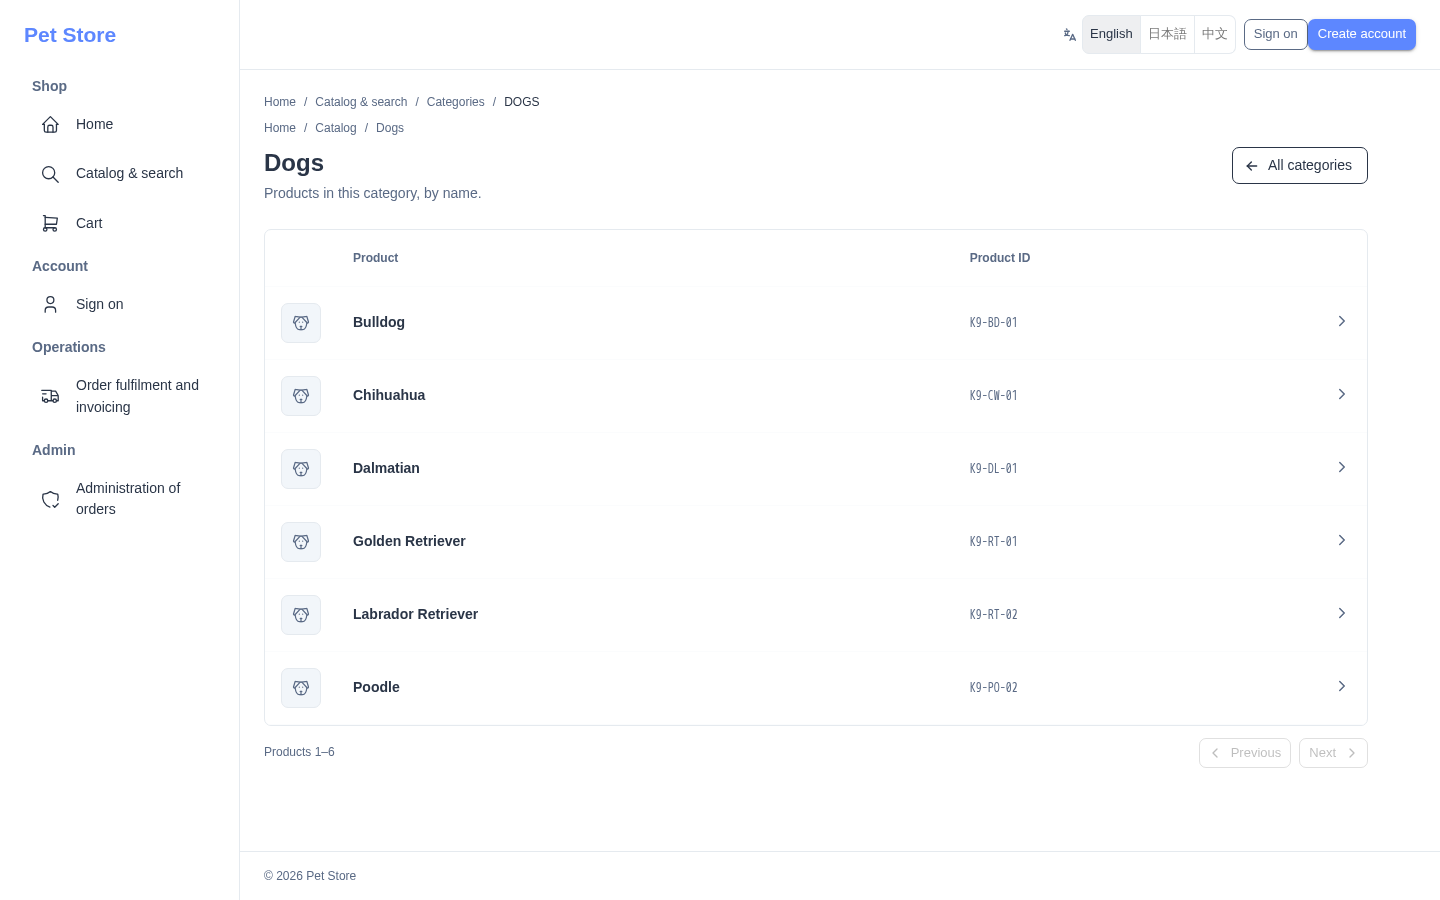 Pet Store
English 日本語 中文 Sign on Create account
Shop
Home
Catalog & search
Cart
Account
Sign on
Operations
Order fulfilment and
invoicing
Admin
Administration of
orders
Home / Catalog & search / Categories / DOGS
Home / Catalog / Dogs
Dogs
All categories
Products in this category, by name.
Product Product ID
Bulldog K9-BD-01
Chihuahua K9-CW-01
Dalmatian K9-DL-01
Golden Retriever K9-RT-01
Labrador Retriever K9-RT-02
Poodle K9-PO-02
Products 1–6
Previous Next
© 2026 Pet Store